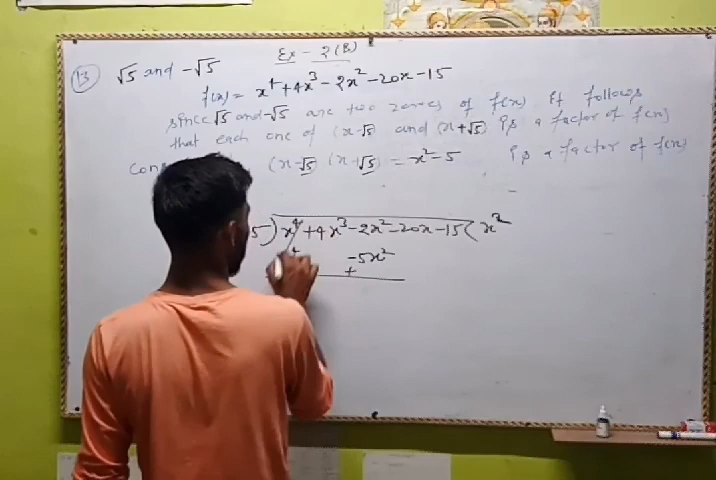 Ex - 2(B)
13 √5 and -√5
f(x) = x⁴ + 4x³ - 2x² - 20x - 15
since √5 and -√5 are two zeroes of f(x) It follows
that each one of (x-√5) and (x+√5) is a factor of f(x)
Con (x-√5) (x-√5) = x² - 5 is a factor of f(x)
5) x⁴ + 4x³ - 2x² - 20x - 15 ( x²
- 5x²
+